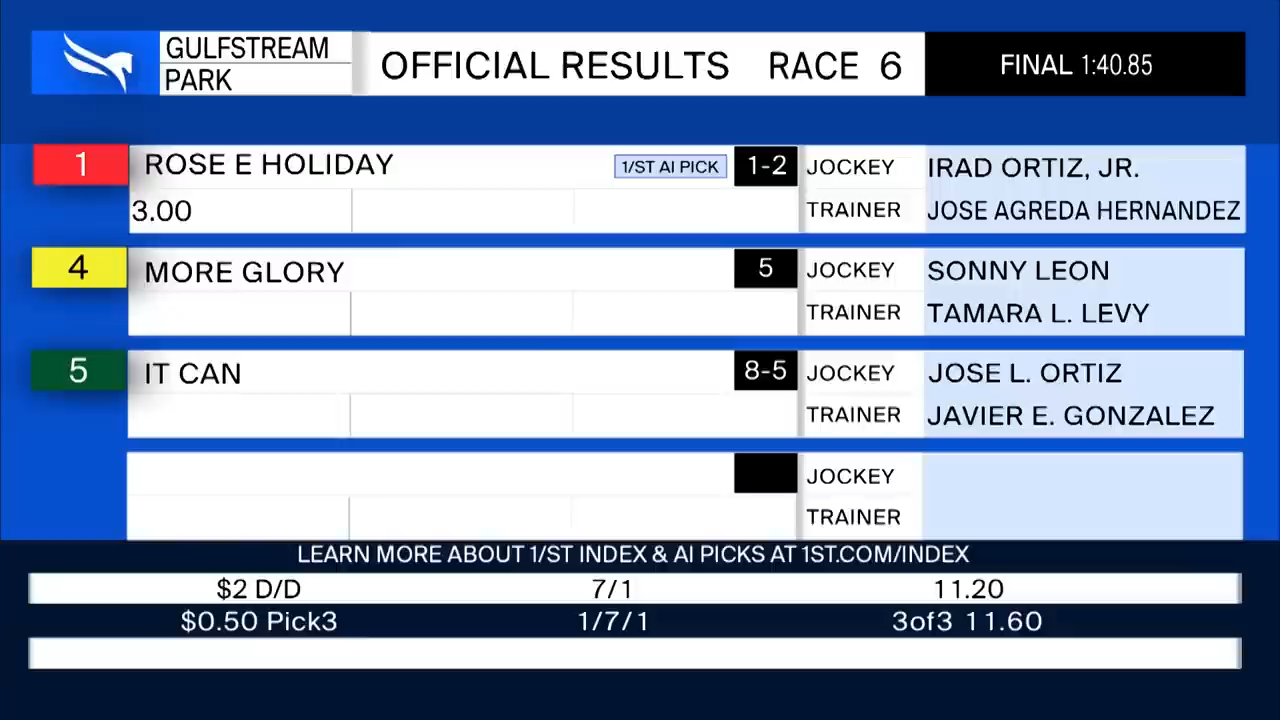 GULFSTREAM PARK OFFICIAL RESULTS RACE 6 FINAL 1:40.85
1 ROSE E HOLIDAY 1/ST AI PICK 1-2 JOCKEY IRAD ORTIZ, JR.
3.00 TRAINER JOSE AGREDA HERNANDEZ
4 MORE GLORY 5 JOCKEY SONNY LEON
TRAINER TAMARA L. LEVY
5 IT CAN 8-5 JOCKEY JOSE L. ORTIZ
TRAINER JAVIER E. GONZALEZ
JOCKEY
TRAINER
LEARN MORE ABOUT 1/ST INDEX & AI PICKS AT 1ST.COM/INDEX
$2 D/D 7/1 11.20
$0.50 Pick3 1/7/1 3of3 11.60